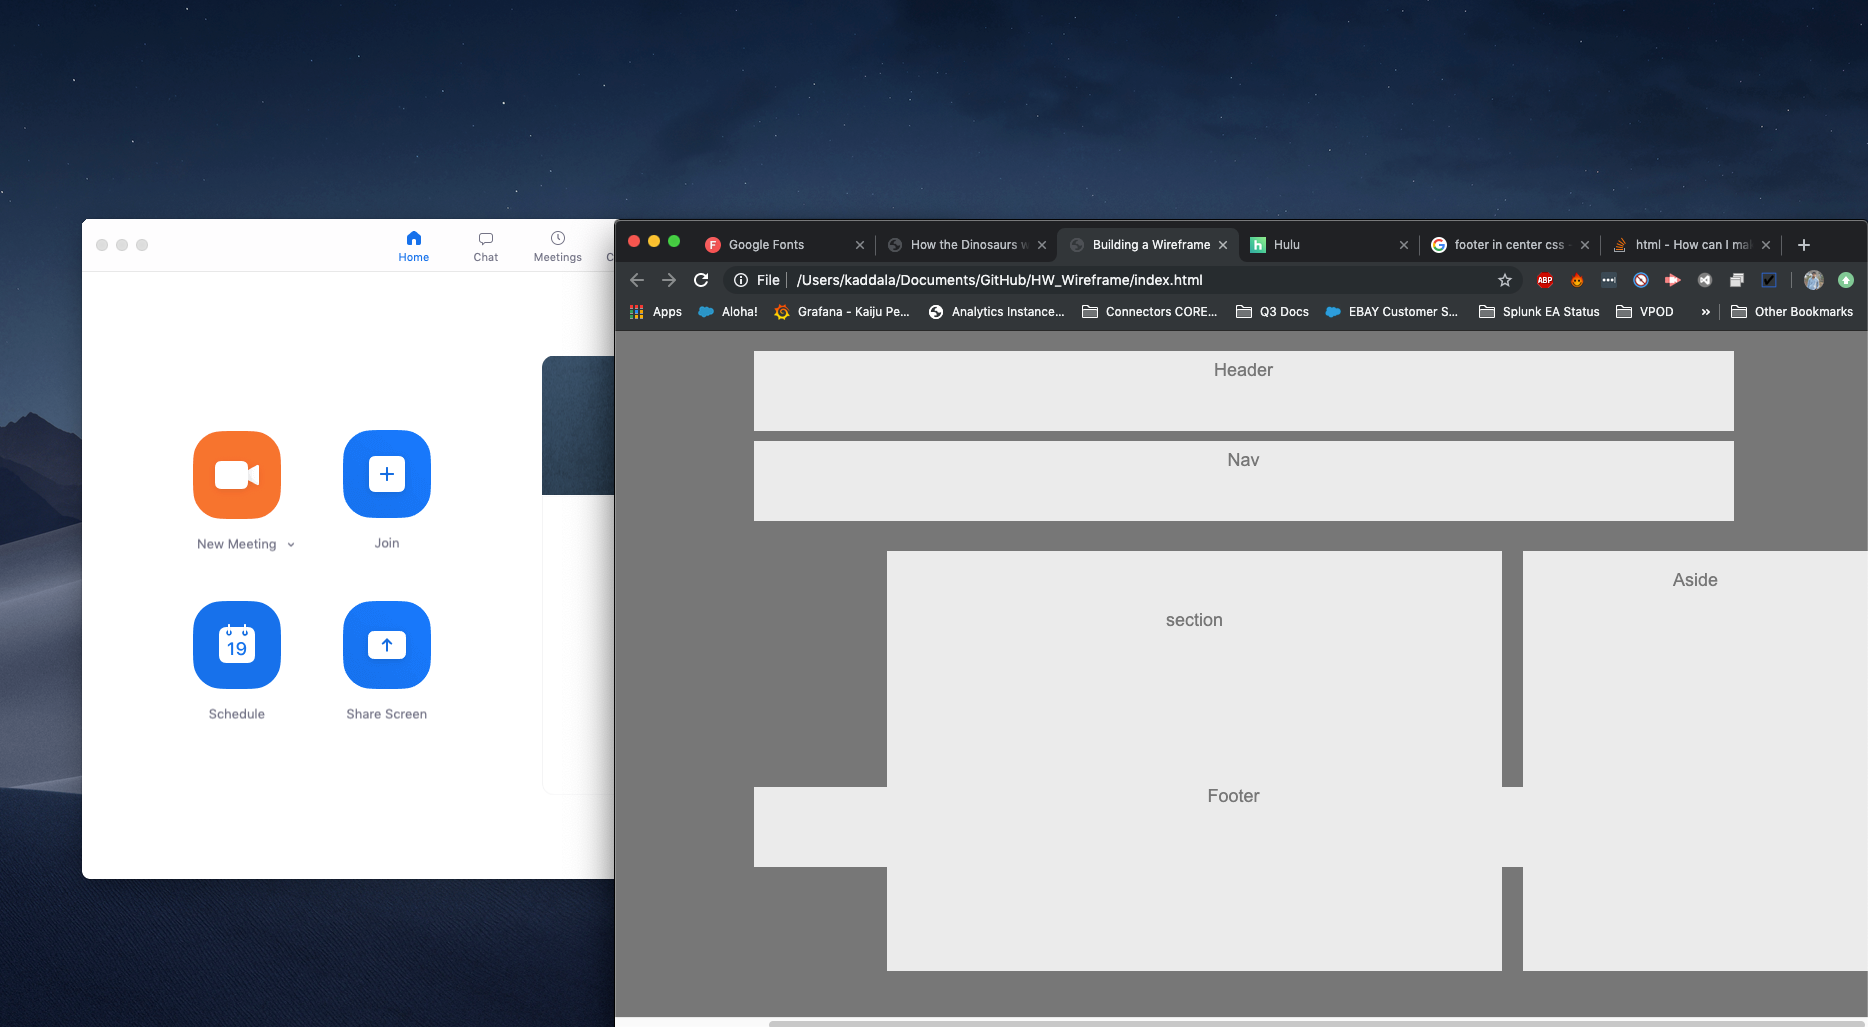 Home
Chat
Meetings
C
New Meeting
Join
19
Schedule
Share Screen
Google Fonts
How the Dinosaurs w
Building a Wireframe
h Hulu
footer in center css -
html - How can I mak
File /Users/kaddala/Documents/GitHub/HW_Wireframe/index.html
ABP
Apps
Aloha!
Grafana - Kaiju Pe...
Analytics Instance...
Connectors CORE...
Q3 Docs
EBAY Customer S...
Splunk EA Status
VPOD
»
Other Bookmarks
Header
Nav
section
Aside
Footer